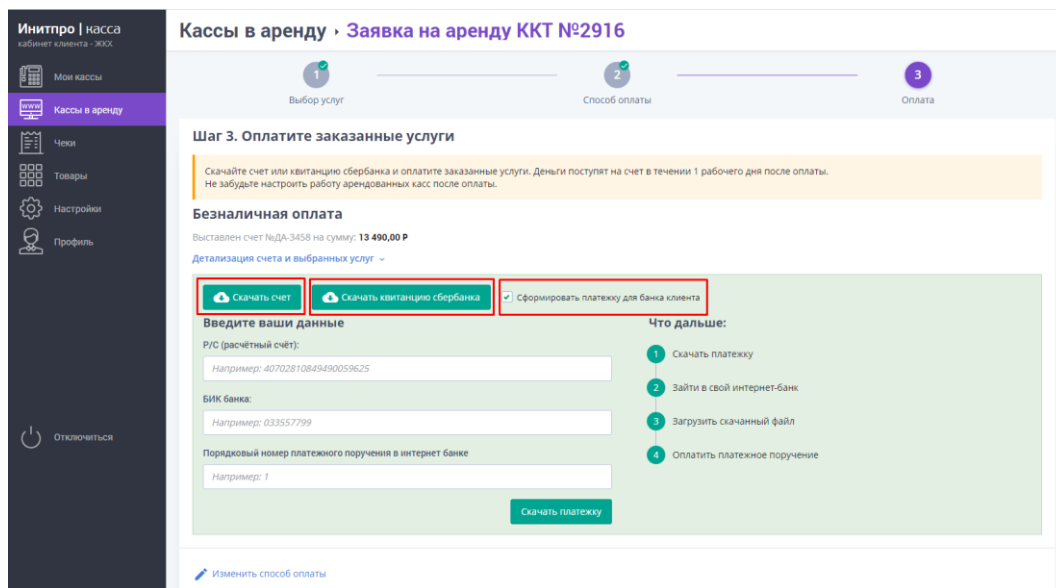 Инитпро | касса
кабинет клиента - ЖКХ
Мои кассы
www
Кассы в аренду
Чеки
Товары
Настройки
Профиль
Отключиться
Кассы в аренду › Заявка на аренду ККТ №2916
1
Выбор услуг
2
Способ оплаты
3
Оплата
Шаг 3. Оплатите заказанные услуги
Скачайте счет или квитанцию сбербанка и оплатите заказанные услуги. Деньги поступят на счет в течении 1 рабочего дня после оплаты.
Не забудьте настроить работу арендованных касс после оплаты.
Безналичная оплата
Выставлен счет №ДА-3458 на сумму: 13 490,00 ₽
Детализация счета и выбранных услуг
Скачать счет
Скачать квитанцию сбербанка
Сформировать платежку для банка клиента
Введите ваши данные
Р/С (расчётный счёт):
Например: 40702810849490059625
БИК банка:
Например: 033557799
Порядковый номер платежного поручения в интернет банке
Например: 1
Скачать платежку
Что дальше:
1 Скачать платежку
2 Зайти в свой интернет-банк
3 Загрузить скачанный файл
4 Оплатить платежное поручение
Изменить способ оплаты